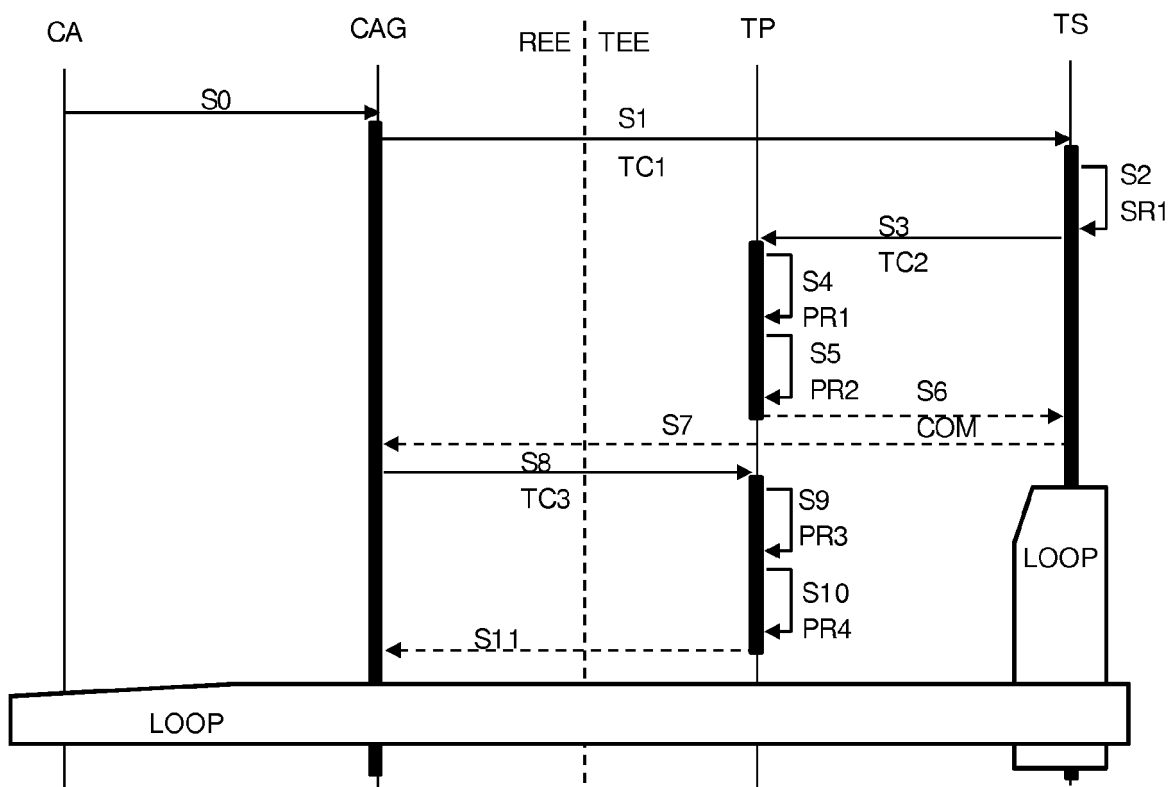 CA
CAG
REE
TEE
TP
TS
S0
S1
TC1
S2
SR1
S3
TC2
S4
PR1
S5
PR2
S6
COM
S7
S8
TC3
S9
PR3
LOOP
S10
PR4
S11
LOOP